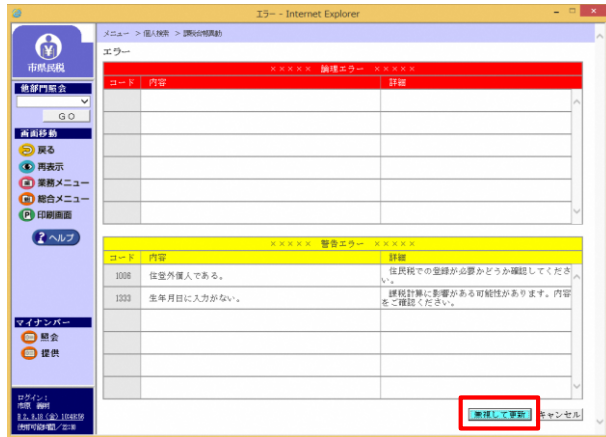 エラー - Internet Explorer
メニュー > 個人検索 >
エラー
市県民税
他部門照会
GO
画面移動
戻る
再表示
業務メニュー
総合メニュー
印刷画面
ヘルプ
マイナンバー
照会
提供
ログイン:
××××× 論理エラー ×××××
コード 内容 詳細
××××× 警告エラー ×××××
コード 内容 詳細
1006 住登外個人である。 住民税での登録が必要かどうか確認してください。
1333 生年月日に入力がない。 課税計算に影響がある可能性があります。内容をご確認ください。
無視して更新 キャンセル